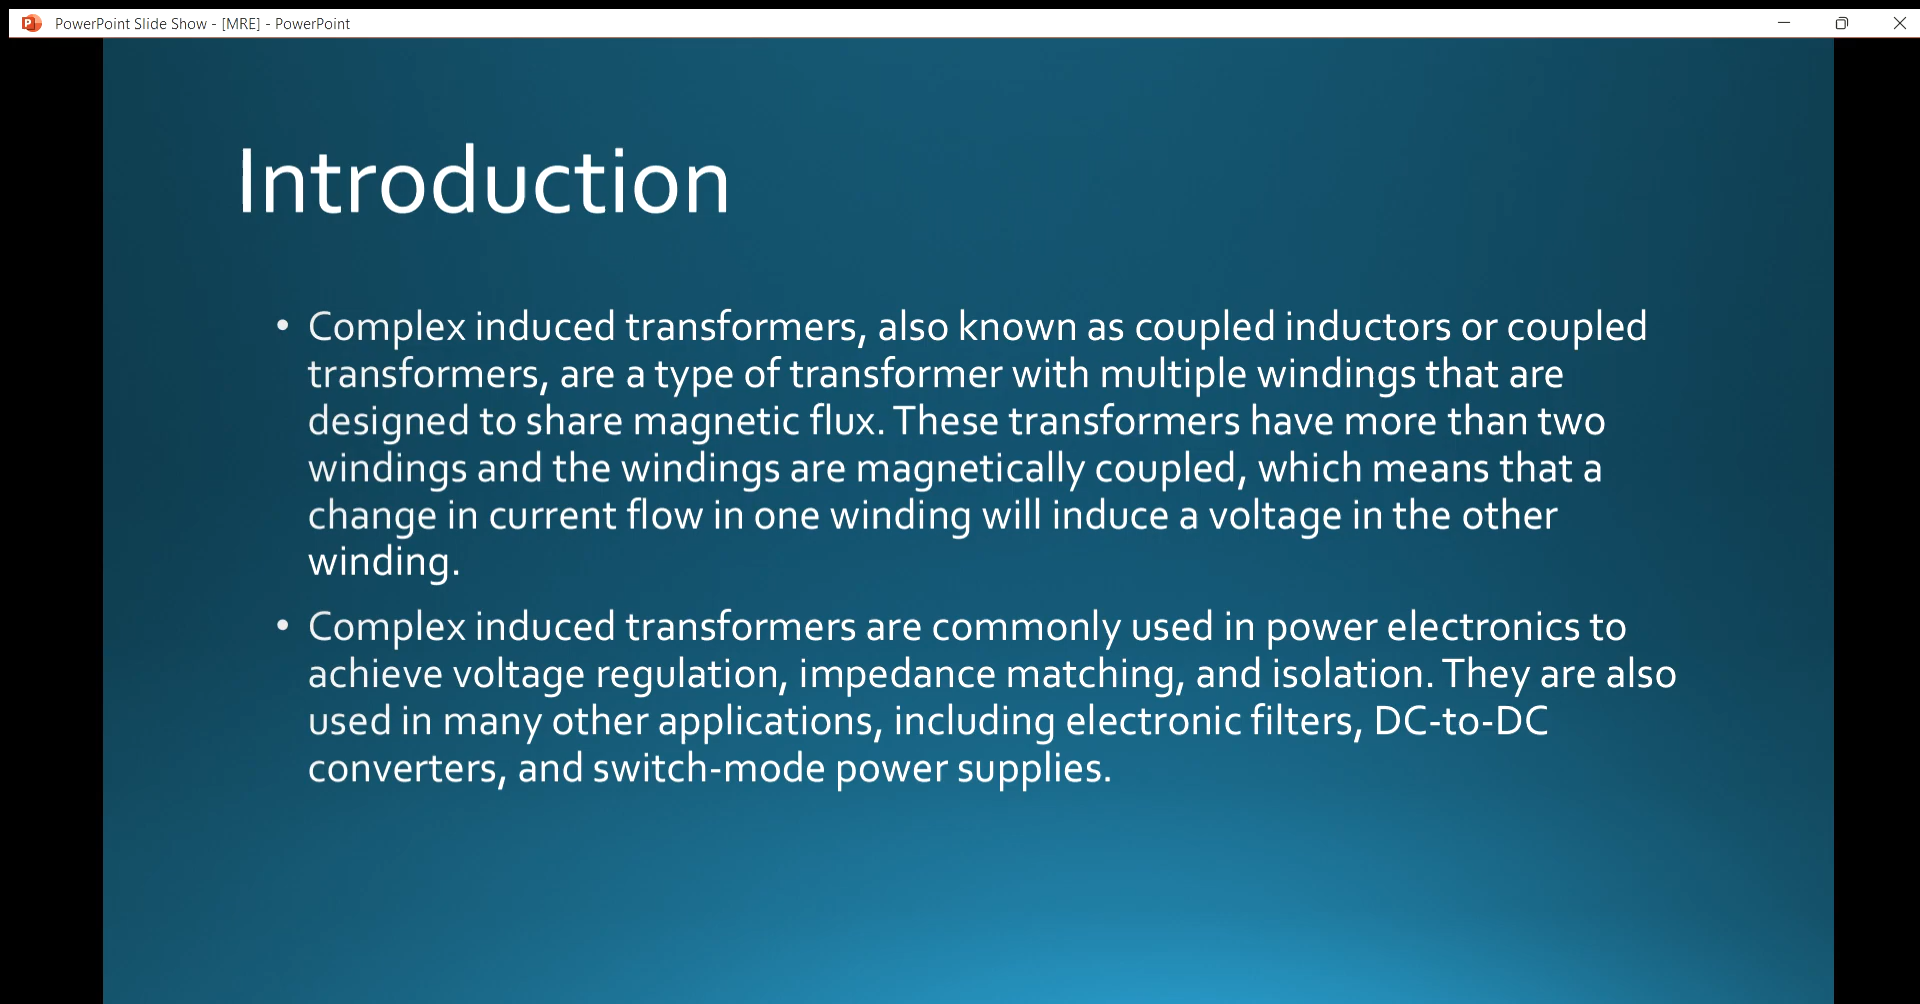 PowerPoint Slide Show - [MRE] - PowerPoint
Introduction
• Complex induced transformers, also known as coupled inductors or coupled
transformers, are a type of transformer with multiple windings that are
designed to share magnetic flux. These transformers have more than two
windings and the windings are magnetically coupled, which means that a
change in current flow in one winding will induce a voltage in the other
winding.
• Complex induced transformers are commonly used in power electronics to
achieve voltage regulation, impedance matching, and isolation. They are also
used in many other applications, including electronic filters, DC-to-DC
converters, and switch-mode power supplies.